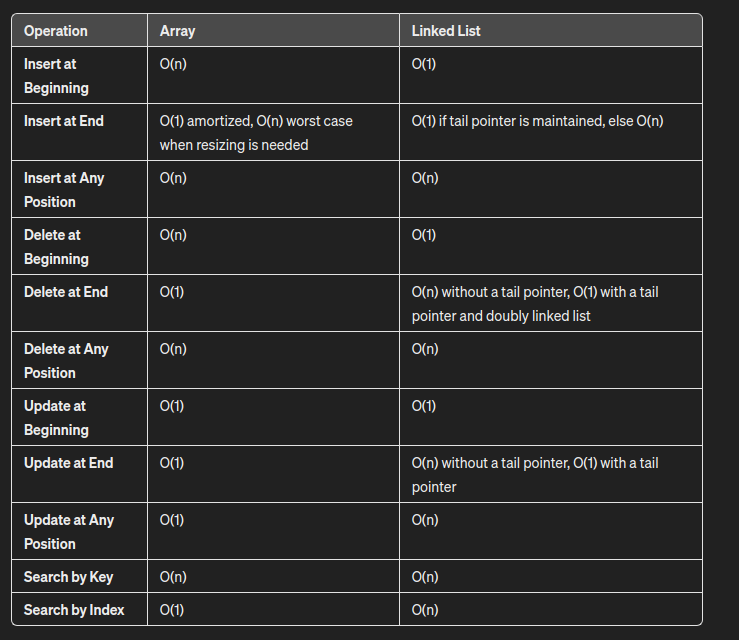 Operation Array Linked List
Insert at O(n) O(1)
Beginning
Insert at End O(1) amortized, O(n) worst case O(1) if tail pointer is maintained, else O(n)
when resizing is needed
Insert at Any O(n) O(n)
Position
Delete at O(n) O(1)
Beginning
Delete at End O(1) O(n) without a tail pointer, O(1) with a tail
pointer and doubly linked list
Delete at Any O(n) O(n)
Position
Update at O(1) O(1)
Beginning
Update at End O(1) O(n) without a tail pointer, O(1) with a tail
pointer
Update at Any O(1) O(n)
Position
Search by Key O(n) O(n)
Search by Index O(1) O(n)